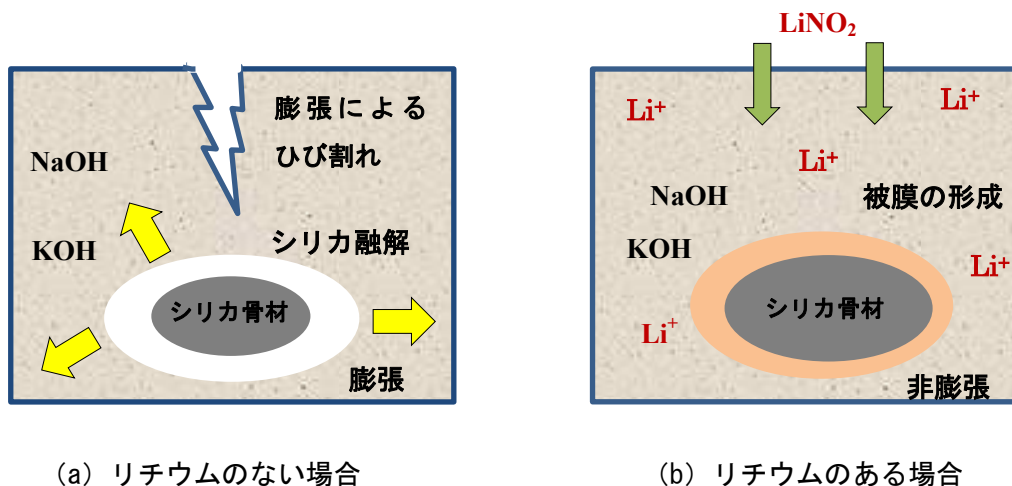 膨張による
ひび割れ
NaOH
シリカ融解
KOH
シリカ骨材
膨張
(a) リチウムのない場合
LiNO₂
Li⁺
Li⁺
Li⁺
NaOH
被膜の形成
KOH
Li⁺
シリカ骨材
Li⁺
非膨張
(b) リチウムのある場合